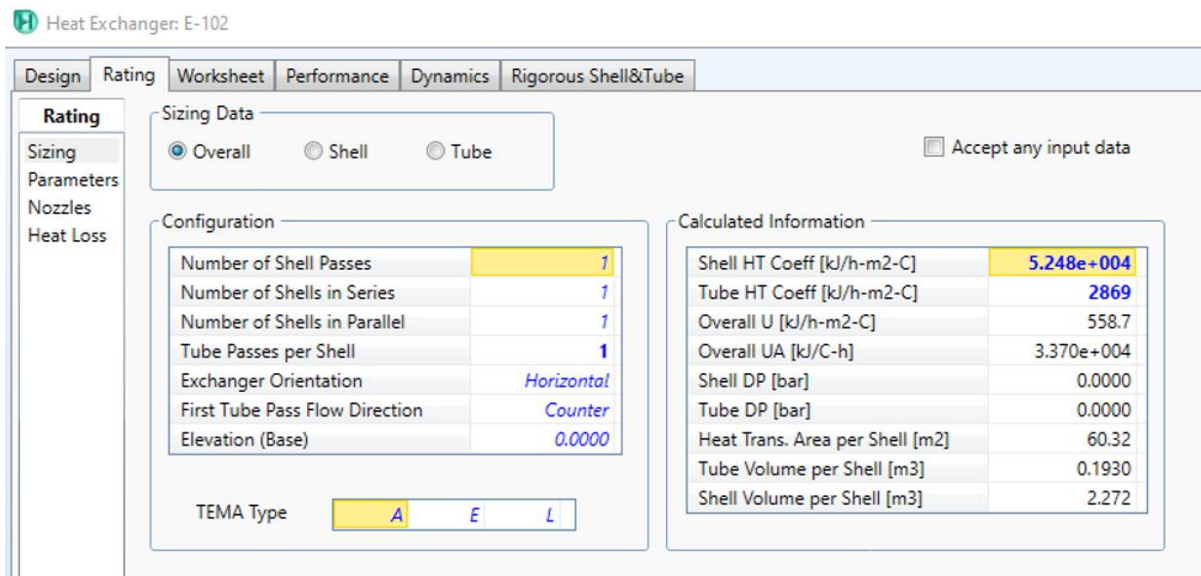 Heat Exchanger: E-102
Design Rating Worksheet Performance Dynamics Rigorous Shell&Tube
Rating
Sizing
Parameters
Nozzles
Heat Loss
Sizing Data
Overall Shell Tube
Accept any input data
Configuration
Number of Shell Passes 1
Number of Shells in Series 1
Number of Shells in Parallel 1
Tube Passes per Shell 1
Exchanger Orientation Horizontal
First Tube Pass Flow Direction Counter
Elevation (Base) 0.0000
TEMA Type A E L
Calculated Information
Shell HT Coeff [kJ/h-m2-C] 5.248e+004
Tube HT Coeff [kJ/h-m2-C] 2869
Overall U [kJ/h-m2-C] 558.7
Overall UA [kJ/C-h] 3.370e+004
Shell DP [bar] 0.0000
Tube DP [bar] 0.0000
Heat Trans. Area per Shell [m2] 60.32
Tube Volume per Shell [m3] 0.1930
Shell Volume per Shell [m3] 2.272